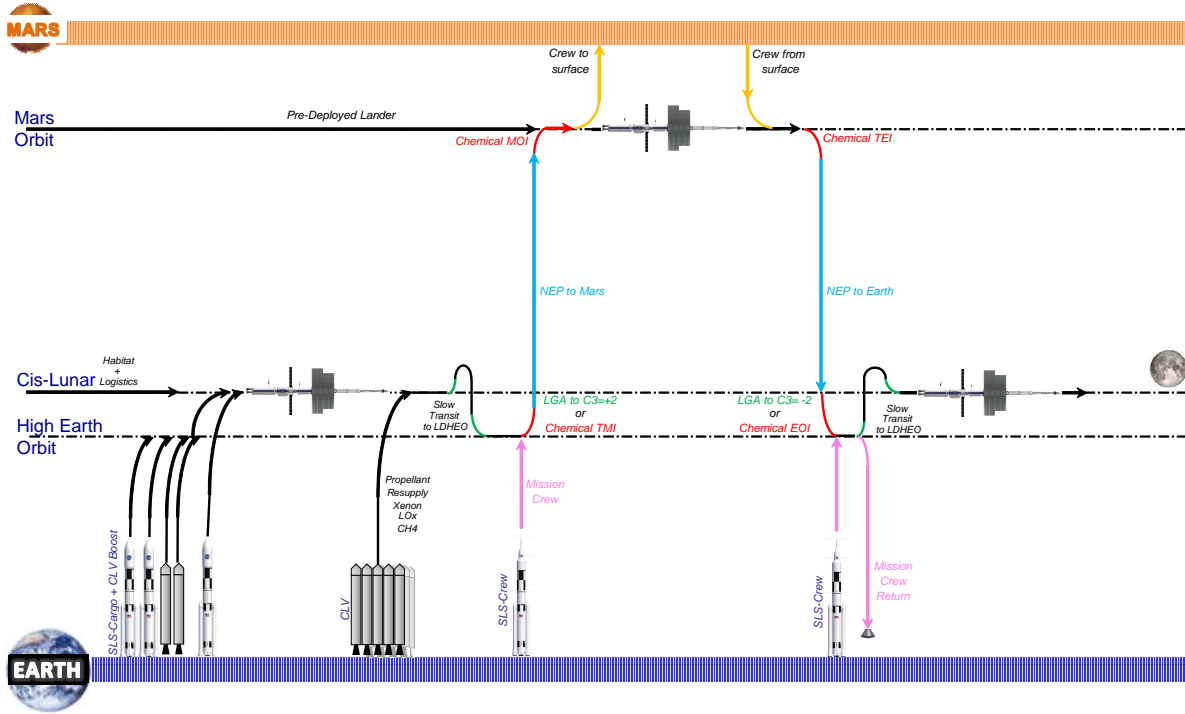 MARS
Crew to
surface
Crew from
surface
Mars
Orbit
Pre-Deployed Lander
Chemical MOI
Chemical TEI
NEP to Mars
NEP to Earth
Habitat
+
Logistics
Cis-Lunar
Slow
Transit
to LDHEO
LGA to C3=+2
or
Chemical TMI
LGA to C3= -2
or
Chemical EOI
Slow
Transit
to LDHEO
High Earth
Orbit
Propellant
Resupply
Xenon
LOx
CH4
Mission
Crew
SLS-Cargo + CLV Boost
CLV
SLS-Crew
SLS-Crew
Mission
Crew
Return
EARTH